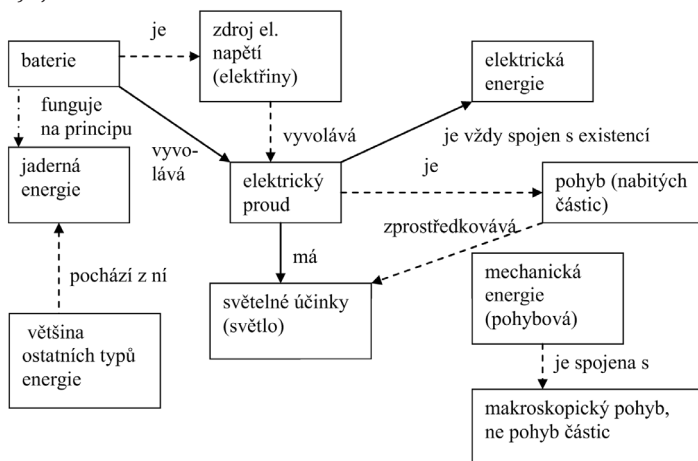 je
zdroj el.
napětí
(elektřiny)
baterie
elektrická
energie
funguje
na principu
vyvolává
je vždy spojen s existencí
vyvo-
lává
jaderná
energie
elektrický
proud
je
pohyb (nabitých
částic)
zprostředkovává
má
pochází z ní
světelné účinky
(světlo)
mechanická
energie
(pohybová)
většina
ostatních typů
energie
je spojena s
makroskopický pohyb,
ne pohyb částic